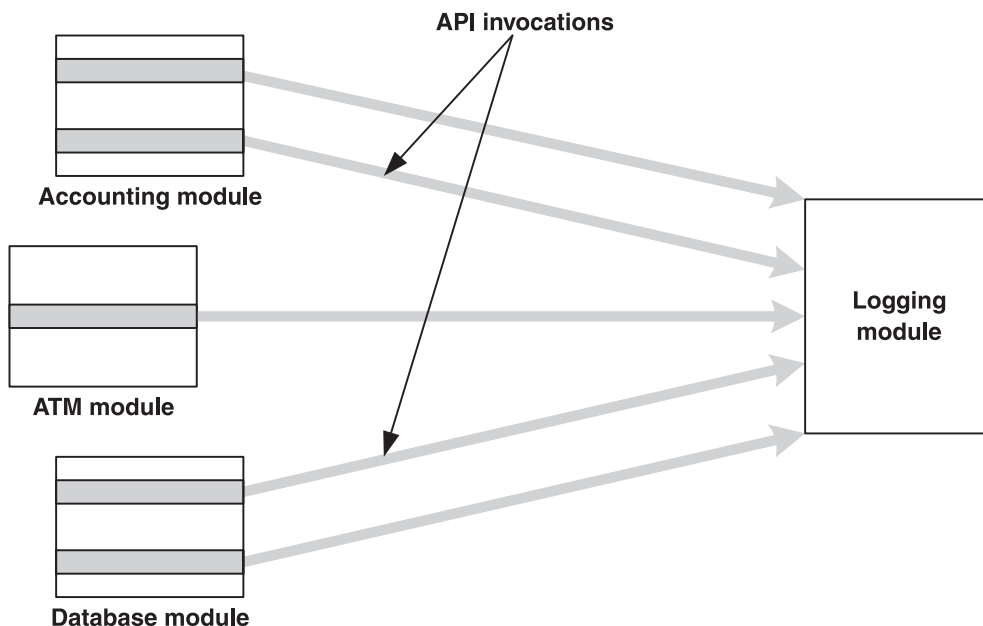 API invocations
Accounting module
ATM module
Logging
module
Database module